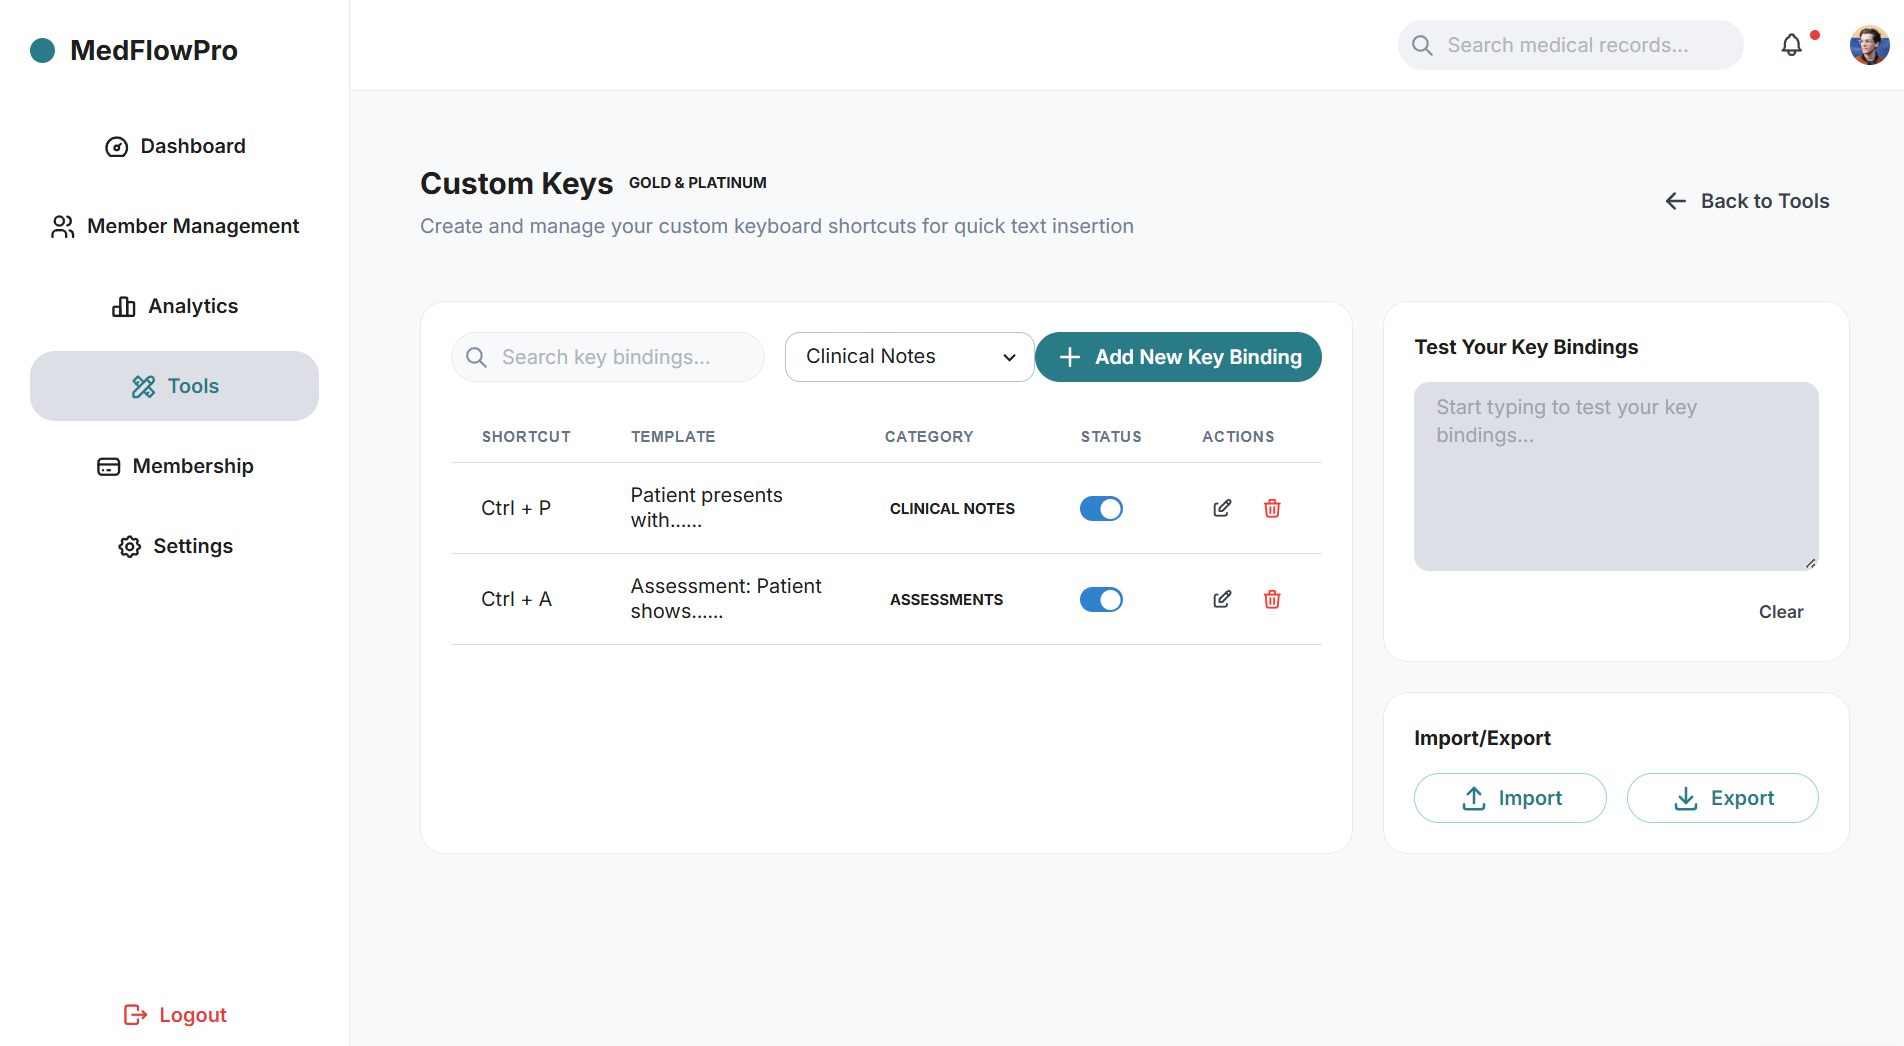 MedFlowPro
Search medical records...
Dashboard
Member Management
Analytics
Tools
Membership
Settings
Logout
Custom Keys GOLD & PLATINUM
Create and manage your custom keyboard shortcuts for quick text insertion
Back to Tools
Search key bindings...
Clinical Notes
Add New Key Binding
SHORTCUT TEMPLATE CATEGORY STATUS ACTIONS
Ctrl + P
Patient presents
with......
CLINICAL NOTES
Ctrl + A
Assessment: Patient
shows......
ASSESSMENTS
Test Your Key Bindings
Start typing to test your key
bindings...
Clear
Import/Export
Import
Export